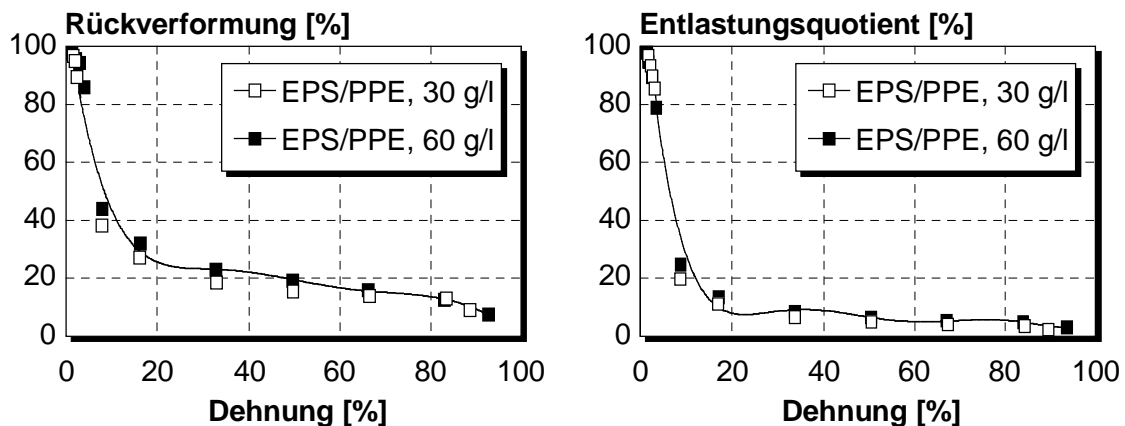 Rückverformung [%]
100
80
60
40
20
0
EPS/PPE, 30 g/l
EPS/PPE, 60 g/l
0 20 40 60 80 100
Dehnung [%]
Entlastungsquotient [%]
100
80
60
40
20
0
EPS/PPE, 30 g/l
EPS/PPE, 60 g/l
0 20 40 60 80 100
Dehnung [%]